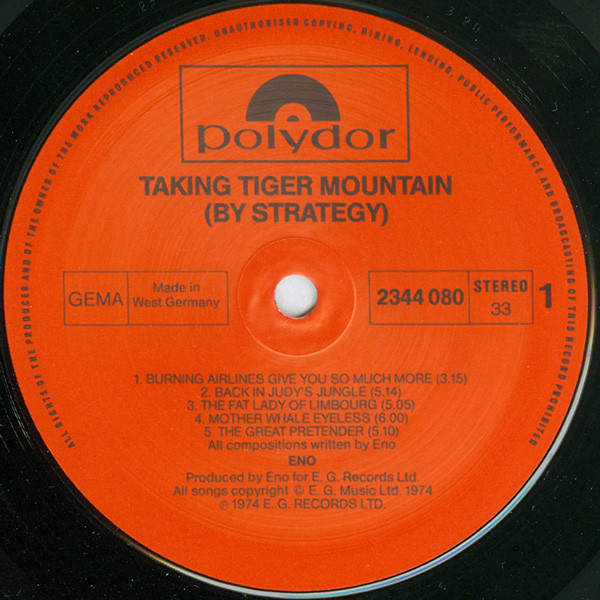 ALL RIGHTS OF THE PRODUCER AND OF THE OWNER OF THE WORK REPRODUCED RESERVED. UNAUTHORISED COPYING, HIRING, LENDING, PUBLIC PERFORMANCE AND BROADCASTING OF THIS RECORD PROHIBITED
polydor
TAKING TIGER MOUNTAIN
(BY STRATEGY)
GEMA
Made in
West Germany
2344 080
STEREO
33
1
1. BURNING AIRLINES GIVE YOU SO MUCH MORE (3.15)
2. BACK IN JUDY'S JUNGLE (5.14)
3. THE FAT LADY OF LIMBOURG (5.05)
4. MOTHER WHALE EYELESS (6.00)
5. THE GREAT PRETENDER (5.10)
All compositions written by Eno
ENO
Produced by Eno for E. G. Records Ltd.
All songs copyright © E. G. Music Ltd. 1974
℗ 1974 E. G. RECORDS LTD.